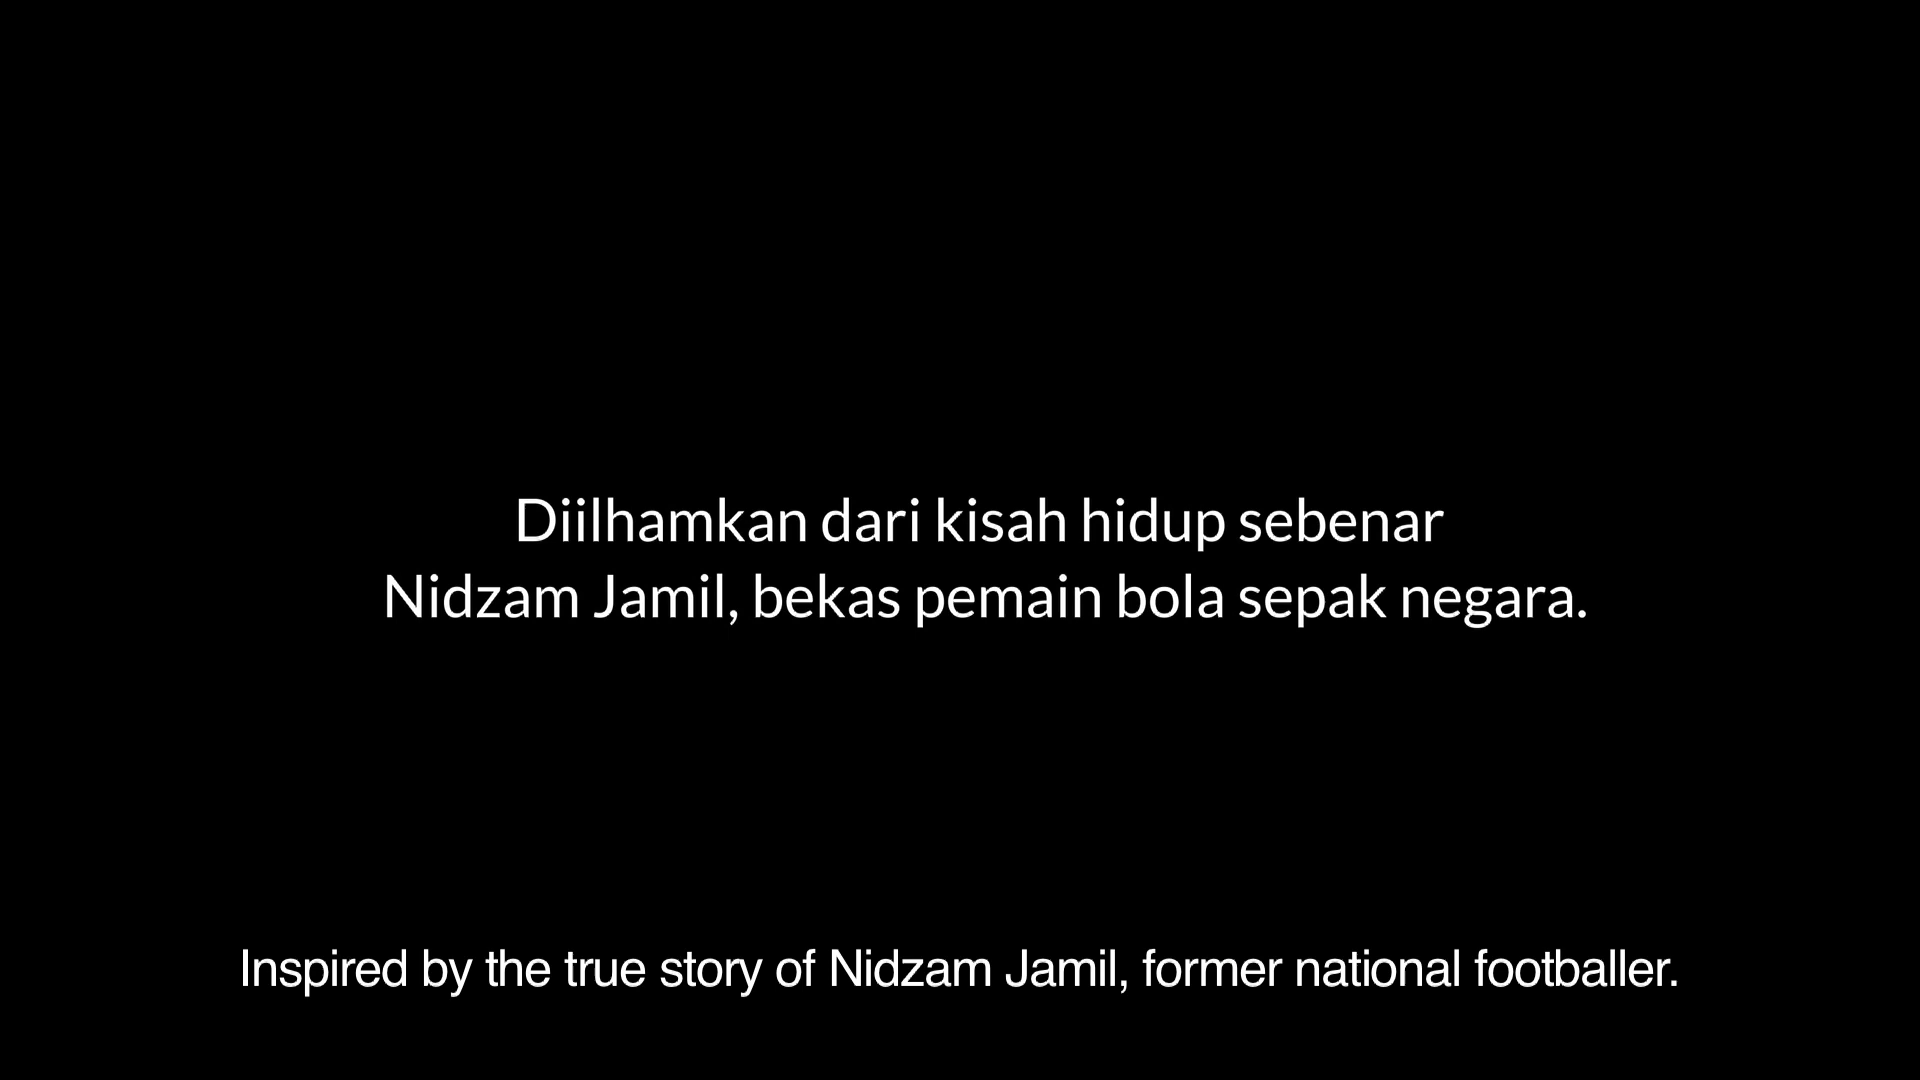 Diilhamkan dari kisah hidup sebenar
Nidzam Jamil, bekas pemain bola sepak negara.
Inspired by the true story of Nidzam Jamil, former national footballer.